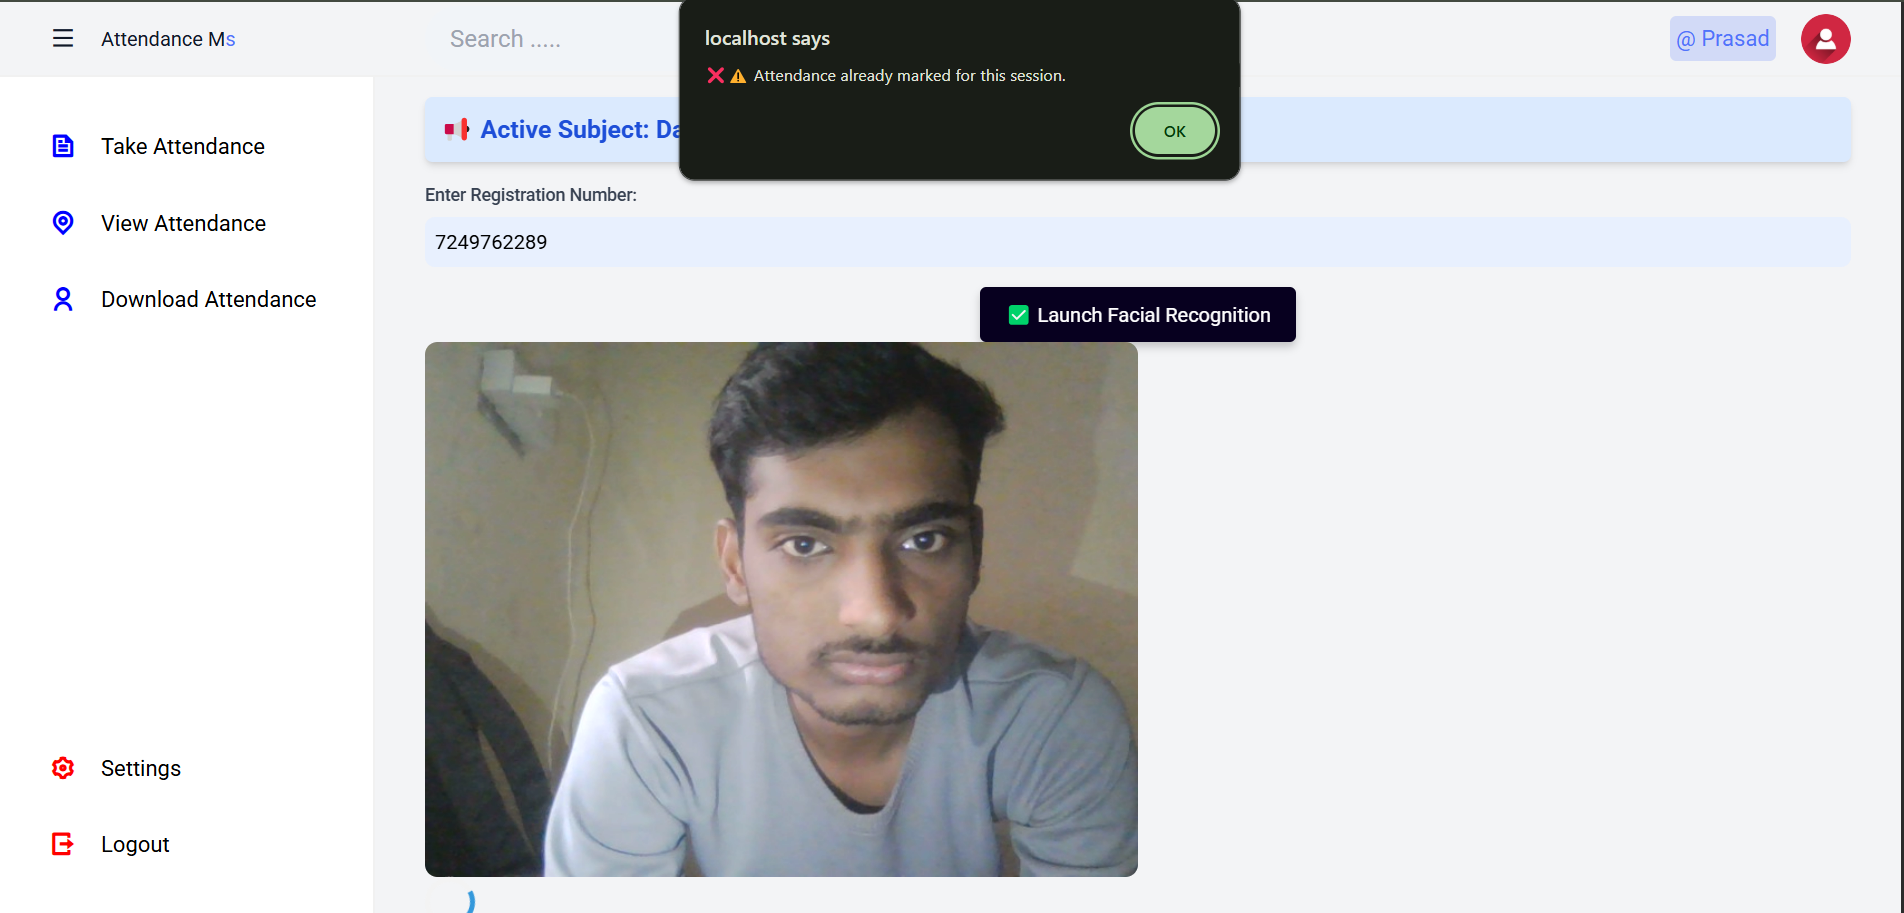 Attendance Ms
Search .....
@ Prasad
localhost says
❌ ⚠️ Attendance already marked for this session.
OK
Take Attendance
View Attendance
Download Attendance
Settings
Logout
📢 Active Subject:
Enter Registration Number:
7249762289
✅ Launch Facial Recognition